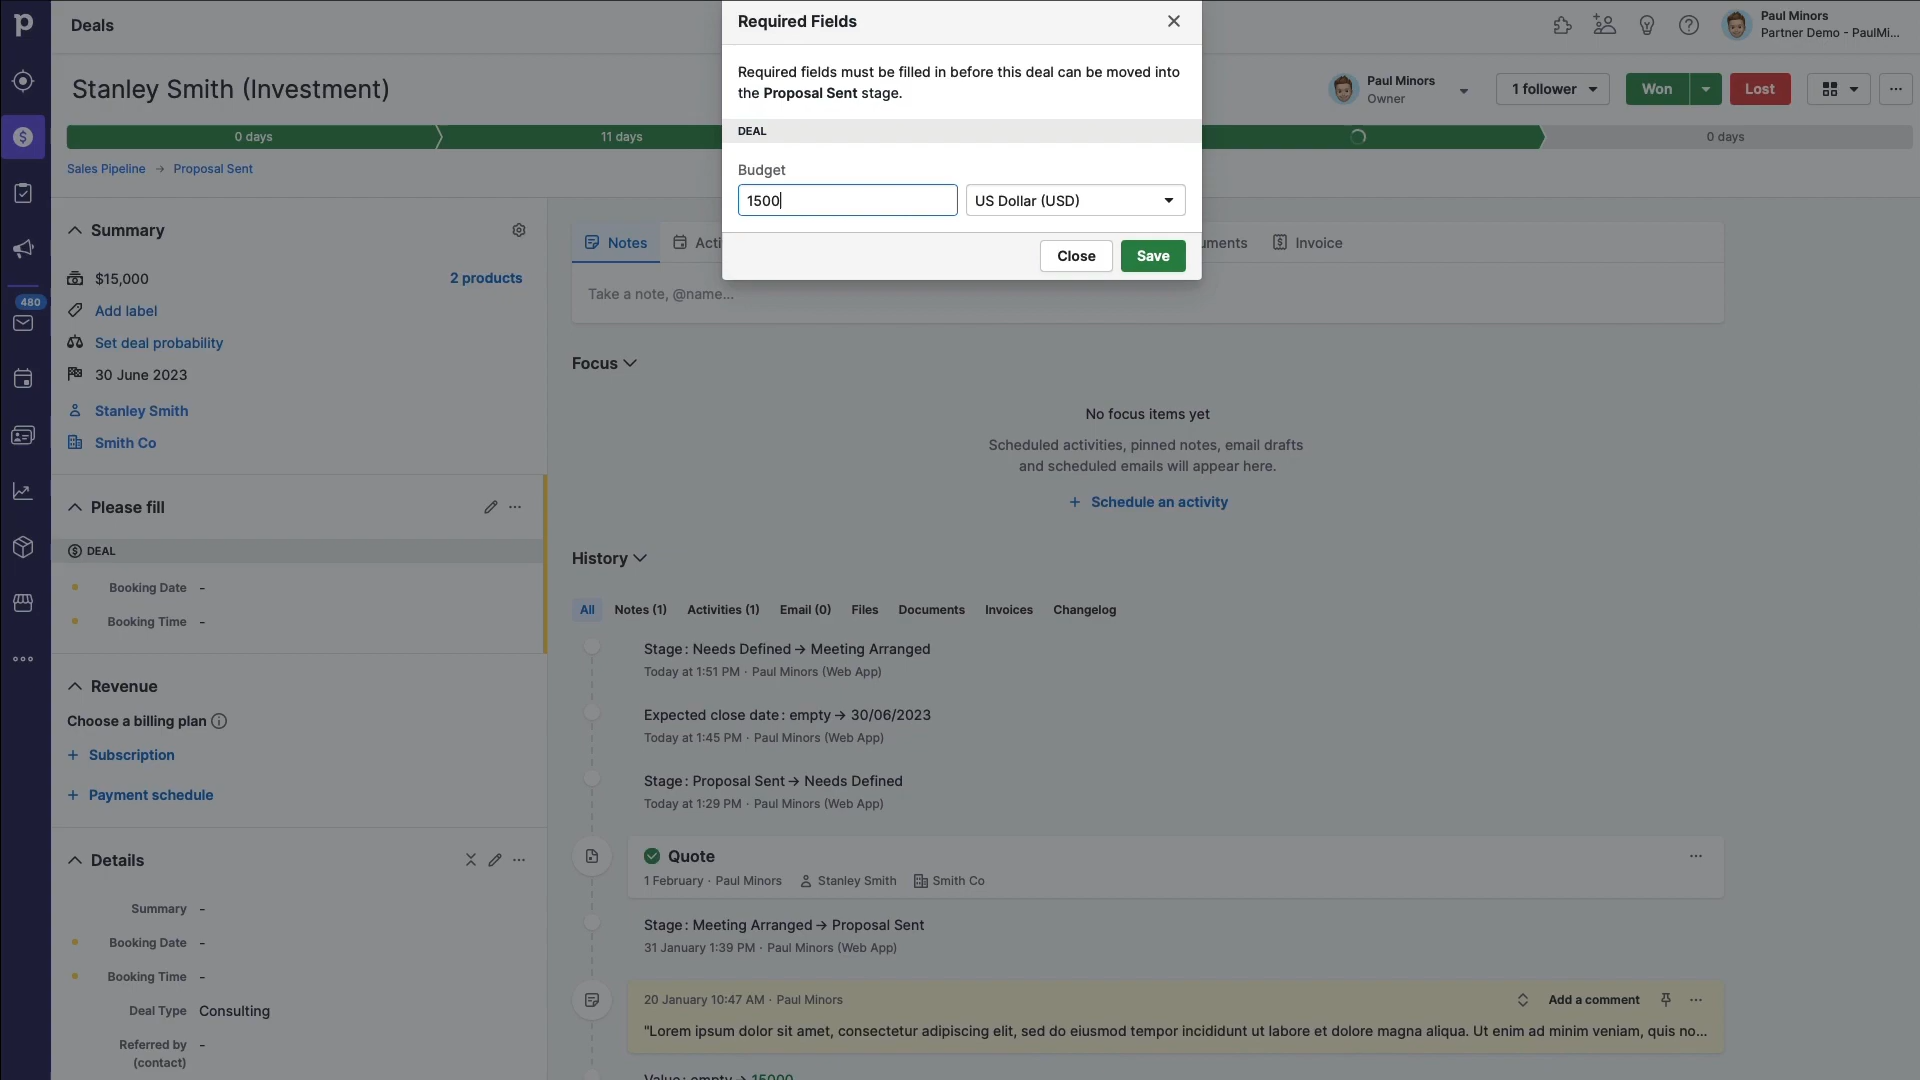 Deals
Paul Minors
Partner Demo - PaulMi...
Stanley Smith (Investment)
Paul Minors
Owner
1 follower
Won
Lost
...
0 days
11 days
0 days
Sales Pipeline → Proposal Sent
Required Fields
Required fields must be filled in before this deal can be moved into
the Proposal Sent stage.
DEAL
Budget
1500
US Dollar (USD)
Close
Save
480
Summary
$15,000
2 products
Add label
Set deal probability
30 June 2023
Stanley Smith
Smith Co
Please fill
...
DEAL
Booking Date -
Booking Time -
Revenue
Choose a billing plan
+ Subscription
+ Payment schedule
Details
...
Summary -
Booking Date -
Booking Time -
Deal Type Consulting
Referred by -
(contact)
Notes
Acti
uments
Invoice
Take a note, @name...
Focus
No focus items yet
Scheduled activities, pinned notes, email drafts
and scheduled emails will appear here.
+ Schedule an activity
History
All Notes (1) Activities (1) Email (0) Files Documents Invoices Changelog
Stage: Needs Defined → Meeting Arranged
Today at 1:51 PM · Paul Minors (Web App)
Expected close date: empty → 30/06/2023
Today at 1:45 PM · Paul Minors (Web App)
Stage: Proposal Sent → Needs Defined
Today at 1:29 PM · Paul Minors (Web App)
Quote
...
1 February · Paul Minors Stanley Smith Smith Co
Stage: Meeting Arranged → Proposal Sent
31 January 1:39 PM · Paul Minors (Web App)
20 January 10:47 AM · Paul Minors
Add a comment
...
"Lorem ipsum dolor sit amet, consectetur adipiscing elit, sed do eiusmod tempor incididunt ut labore et dolore magna aliqua. Ut enim ad minim veniam, quis no...
Value: empty → 15000